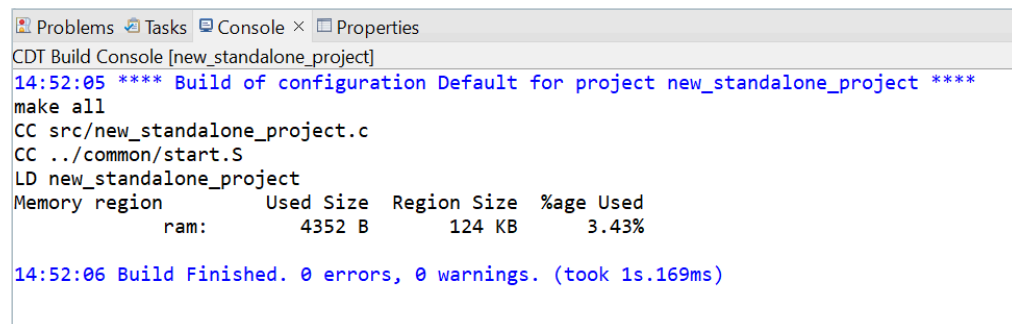 Problems Tasks Console × Properties
CDT Build Console [new_standalone_project]
14:52:05 **** Build of configuration Default for project new_standalone_project ****
make all
CC src/new_standalone_project.c
CC ../common/start.S
LD new_standalone_project
Memory region         Used Size  Region Size  %age Used
             ram:        4352 B       124 KB      3.43%
14:52:06 Build Finished. 0 errors, 0 warnings. (took 1s.169ms)